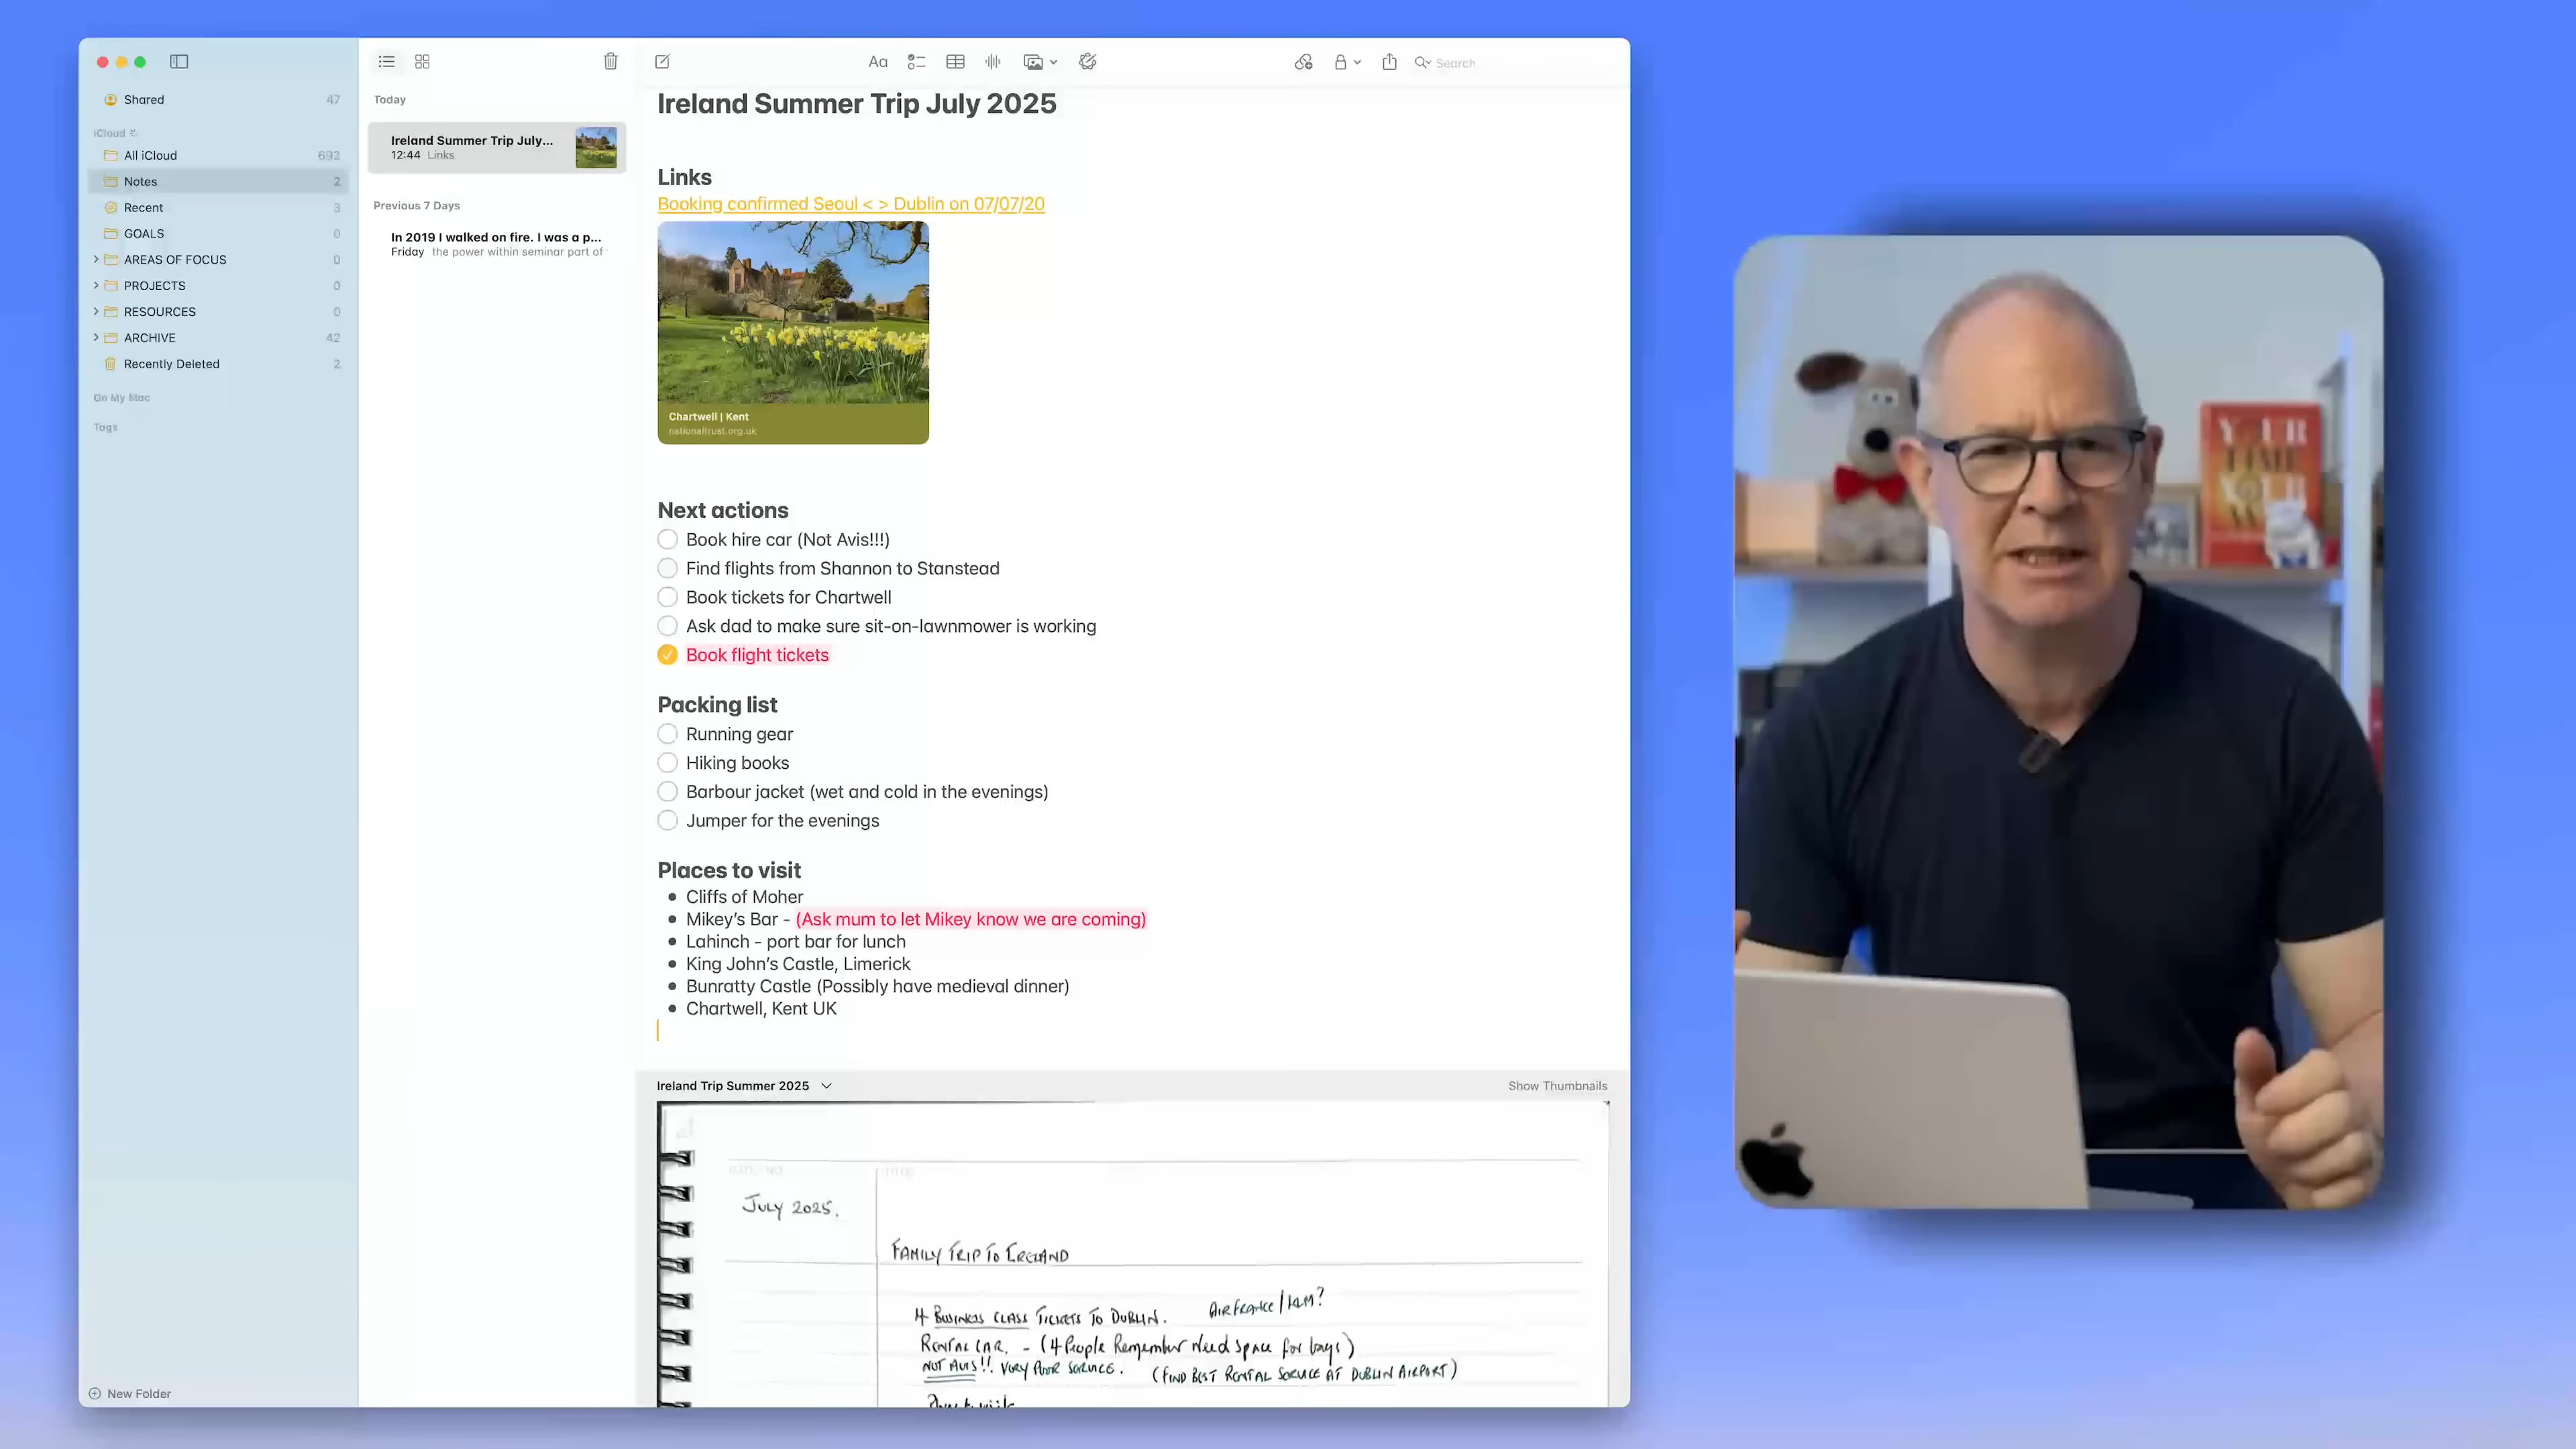 Search
Shared 47
iCloud
All iCloud 692
Notes 2
Recent 3
GOALS 0
AREAS OF FOCUS 0
PROJECTS 0
RESOURCES 0
ARCHIVE 42
Recently Deleted 2
On My Mac
Tags
New Folder
Today
Ireland Summer Trip July...
12:44 Links
Previous 7 Days
In 2019 I walked on fire. I was a p...
Friday the power within seminar part of
Aa
Ireland Summer Trip July 2025
Links
Booking confirmed Seoul < > Dublin on 07/07/20
Chartwell | Kent
nationaltrust.org.uk
Next actions
Book hire car (Not Avis!!!)
Find flights from Shannon to Stanstead
Book tickets for Chartwell
Ask dad to make sure sit-on-lawnmower is working
Book flight tickets
Packing list
Running gear
Hiking books
Barbour jacket (wet and cold in the evenings)
Jumper for the evenings
Places to visit
Cliffs of Moher
Mikey's Bar - (Ask mum to let Mikey know we are coming)
Lahinch - port bar for lunch
King John's Castle, Limerick
Bunratty Castle (Possibly have medieval dinner)
Chartwell, Kent UK
Ireland Trip Summer 2025
Show Thumbnails
DATE/NO TITLE
July 2025.
FAMILY TRIP TO IRELAND
4 BUSINESS CLASS TICKETS TO DUBLIN. AIRFRANCE/KLM?
RENTAL CAR. - (4 People Remember Need Space for bags)
NOT AVIS!! VERY POOR SERVICE. (FIND BEST RENTAL SERVICE AT DUBLIN AIRPORT)
YOUR
TIME
YOUR